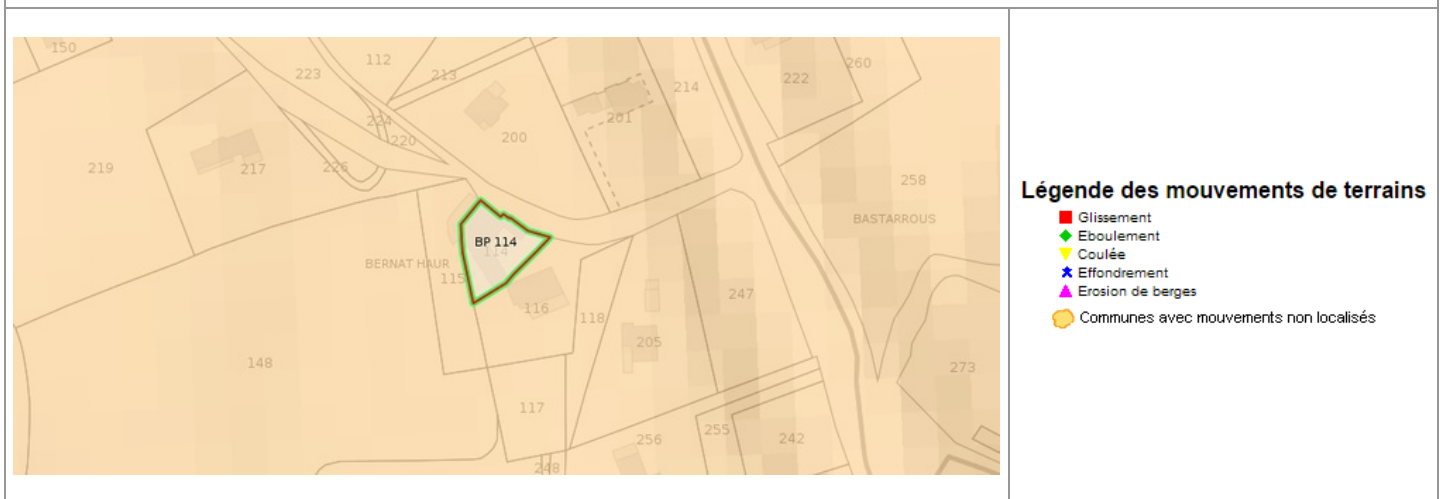 150
112
223
213
260
222
214
224
201
220
200
219
217
226
258
BASTARROUS
BP 114
114
BERNAT HAUR
115
247
116
118
205
148
273
117
255
256
242
248
Légende des mouvements de terrains
Glissement
Eboulement
Coulée
Effondrement
Erosion de berges
Communes avec mouvements non localisés